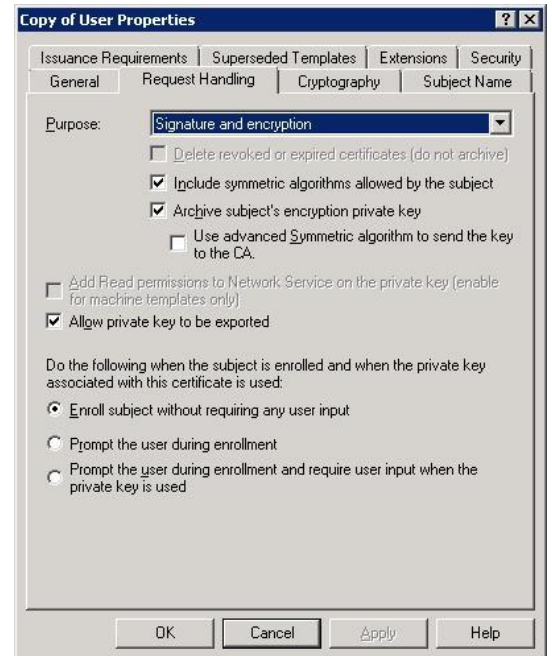 Copy of User Properties
Issuance Requirements Superseded Templates Extensions Security
General Request Handling Cryptography Subject Name
Purpose: Signature and encryption
Delete revoked or expired certificates (do not archive)
Include symmetric algorithms allowed by the subject
Archive subject's encryption private key
Use advanced Symmetric algorithm to send the key
to the CA.
Add Read permissions to Network Service on the private key (enable
for machine templates only)
Allow private key to be exported
Do the following when the subject is enrolled and when the private key
associated with this certificate is used:
Enroll subject without requiring any user input
Prompt the user during enrollment
Prompt the user during enrollment and require user input when the
private key is used
OK Cancel Apply Help